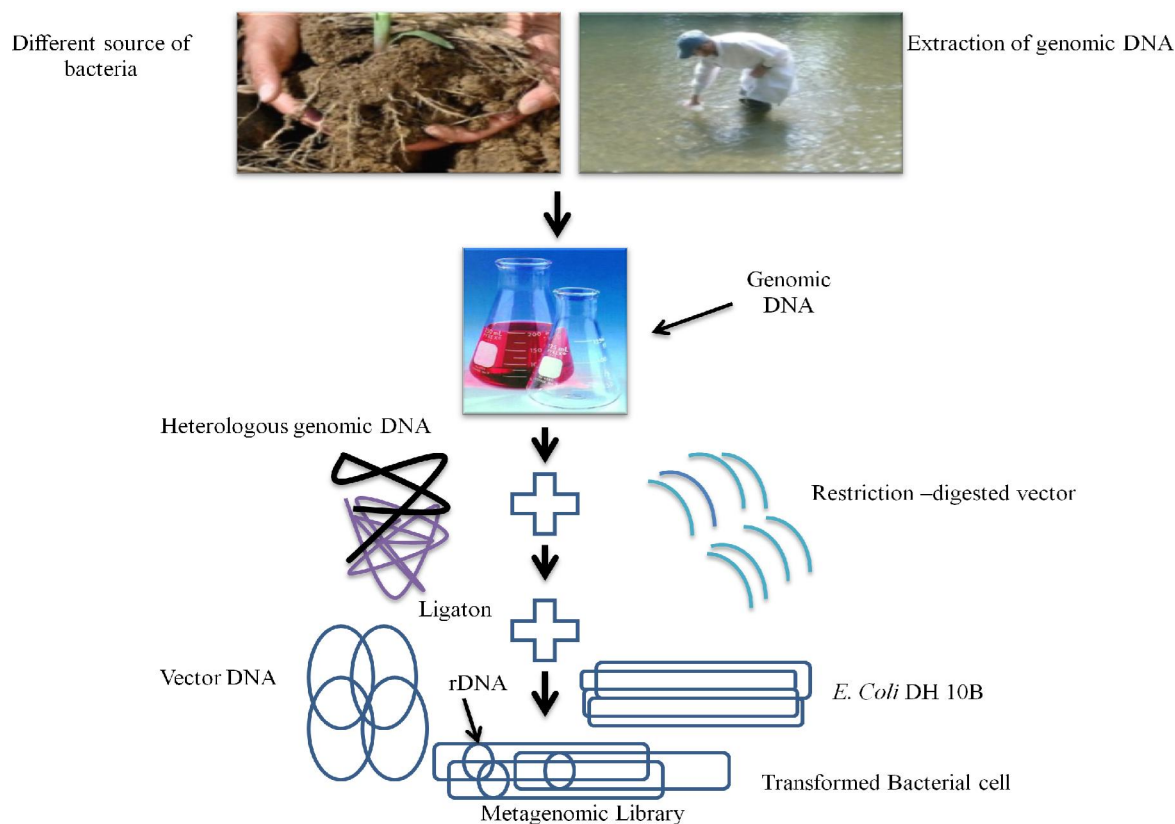 Different source of
bacteria
Extraction of genomic DNA
Genomic
DNA
Heterologous genomic DNA
Restriction –digested vector
Ligaton
Vector DNA
rDNA
E. Coli DH 10B
Transformed Bacterial cell
Metagenomic Library